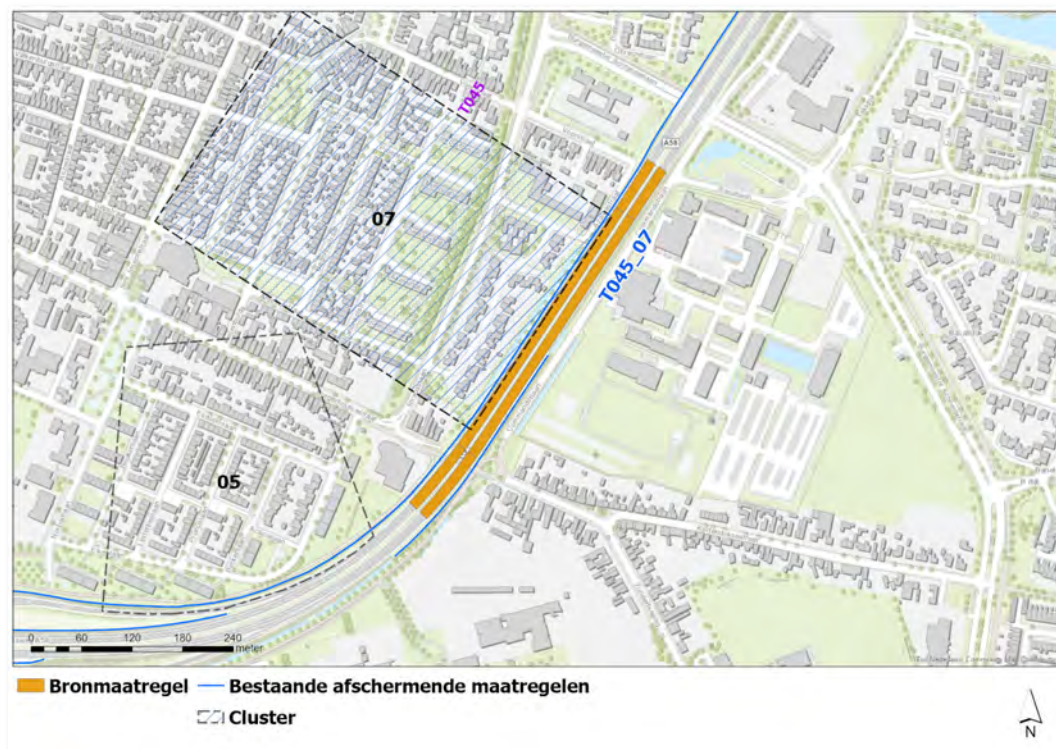 T045
A58
07
T045_07
05
0 60 120 180 240
meter
Bronmaatregel
Bestaande afschermende maatregelen
Cluster
N